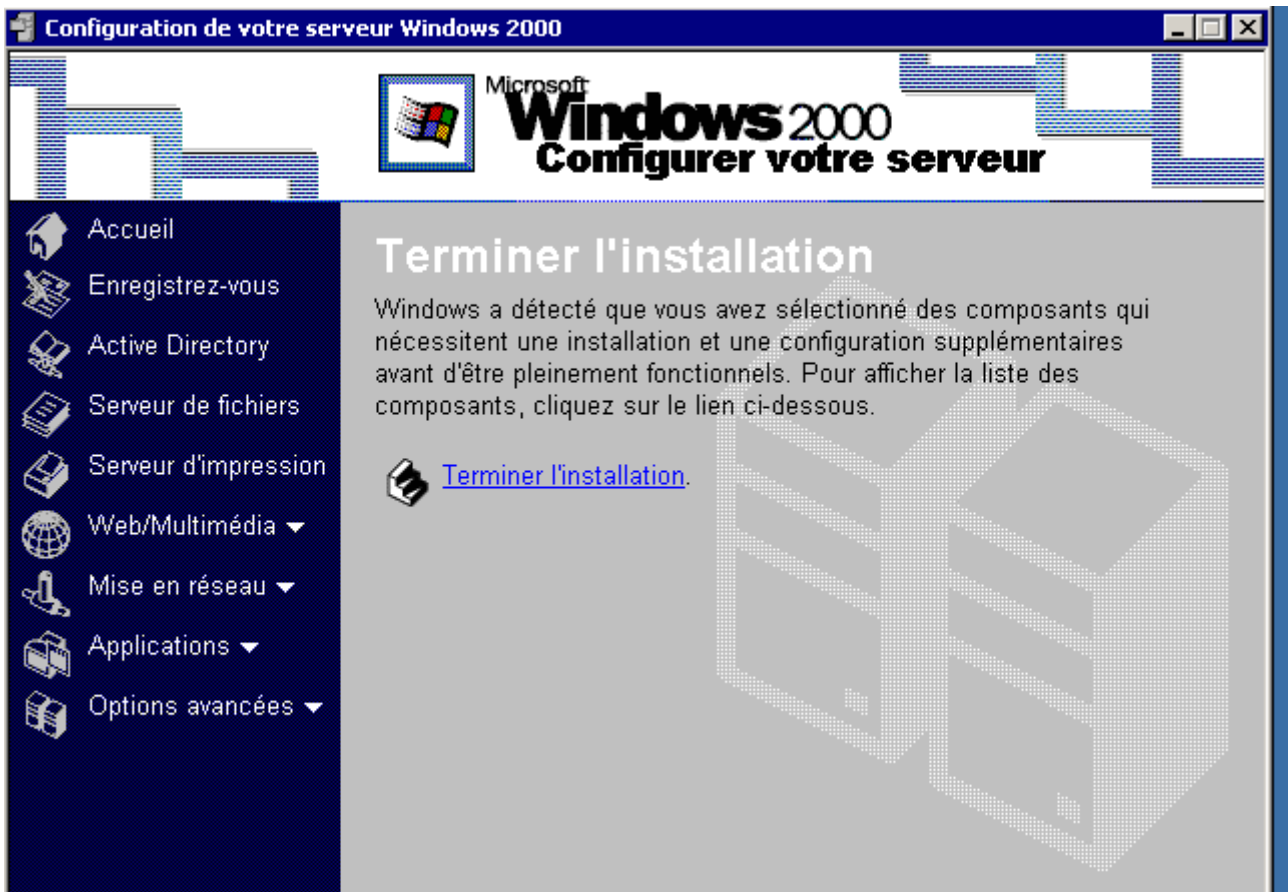 Configuration de votre serveur Windows 2000
Microsoft
Windows 2000
Configurer votre serveur
Accueil
Enregistrez-vous
Active Directory
Serveur de fichiers
Serveur d'impression
Web/Multimédia
Mise en réseau
Applications
Options avancées
Terminer l'installation
Windows a détecté que vous avez sélectionné des composants qui
nécessitent une installation et une configuration supplémentaires
avant d'être pleinement fonctionnels. Pour afficher la liste des
composants, cliquez sur le lien ci-dessous.
Terminer l'installation.